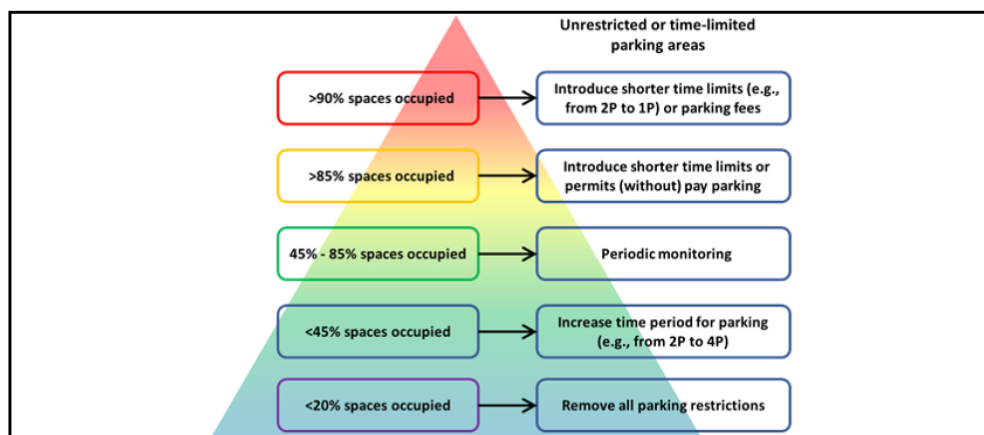 Unrestricted or time-limited
parking areas
>90% spaces occupied
Introduce shorter time limits (e.g.,
from 2P to 1P) or parking fees
>85% spaces occupied
Introduce shorter time limits or
permits (without) pay parking
45% - 85% spaces occupied
Periodic monitoring
<45% spaces occupied
Increase time period for parking
(e.g., from 2P to 4P)
<20% spaces occupied
Remove all parking restrictions